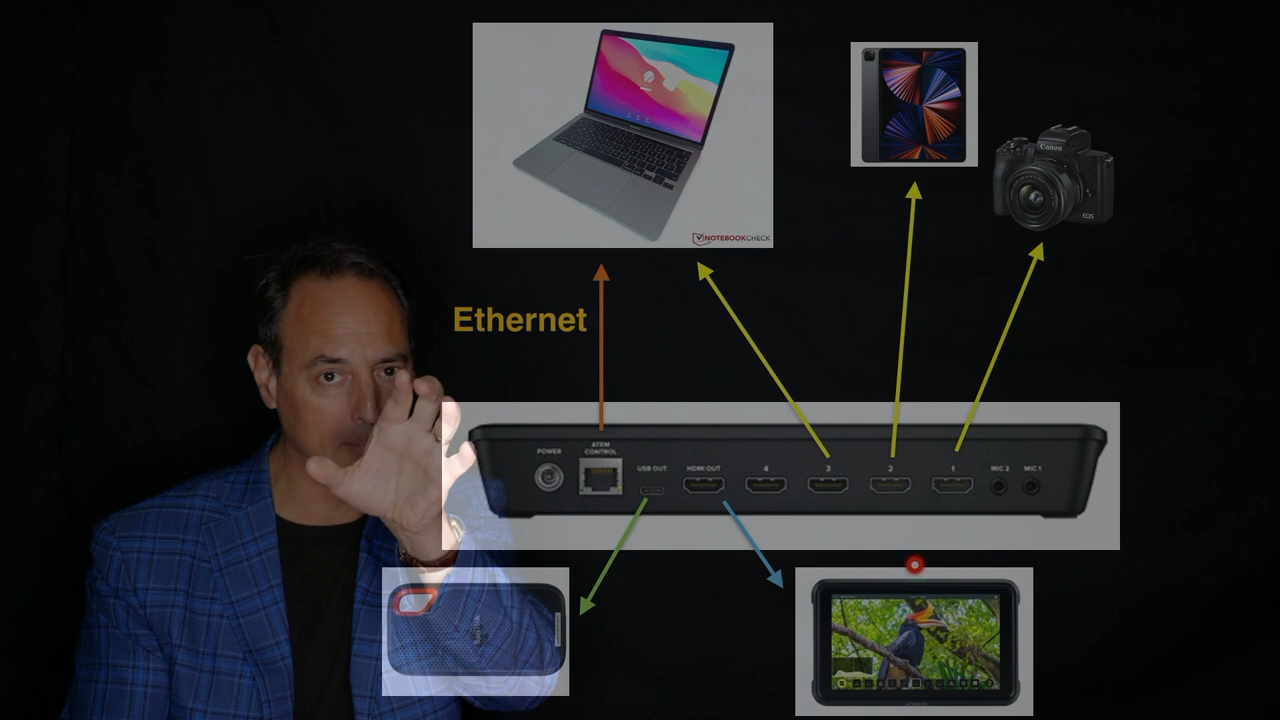 NOTEBOOKCHECK
Canon
EOS
Ethernet
POWER
ATEM
CONTROL
USB OUT
HDMI OUT
4
3
2
1
MIC 2
MIC 1
SanDisk